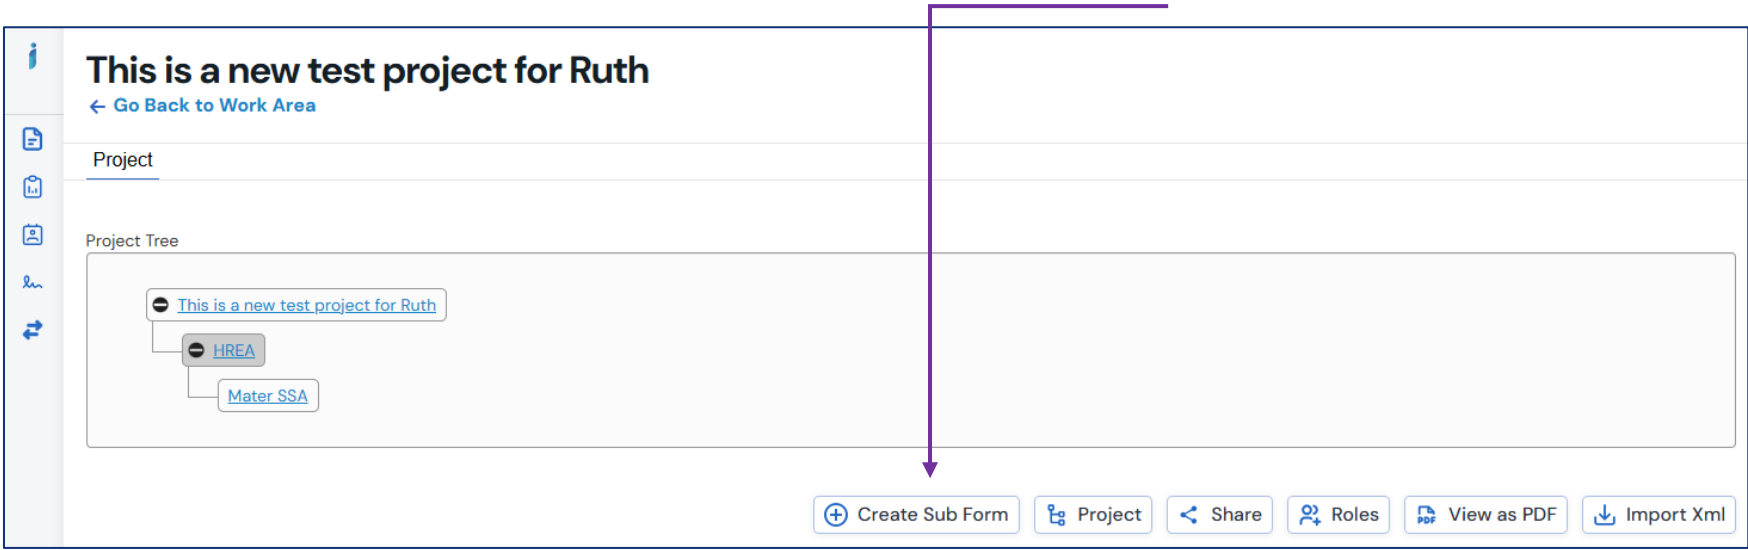 This is a new test project for Ruth
← Go Back to Work Area
Project
Project Tree
This is a new test project for Ruth
HREA
Mater SSA
Create Sub Form Project Share Roles PDF View as PDF Import Xml